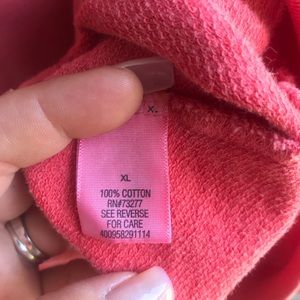 X.
XL
100% COTTON
RN#73277
SEE REVERSE
FOR CARE
400958291114